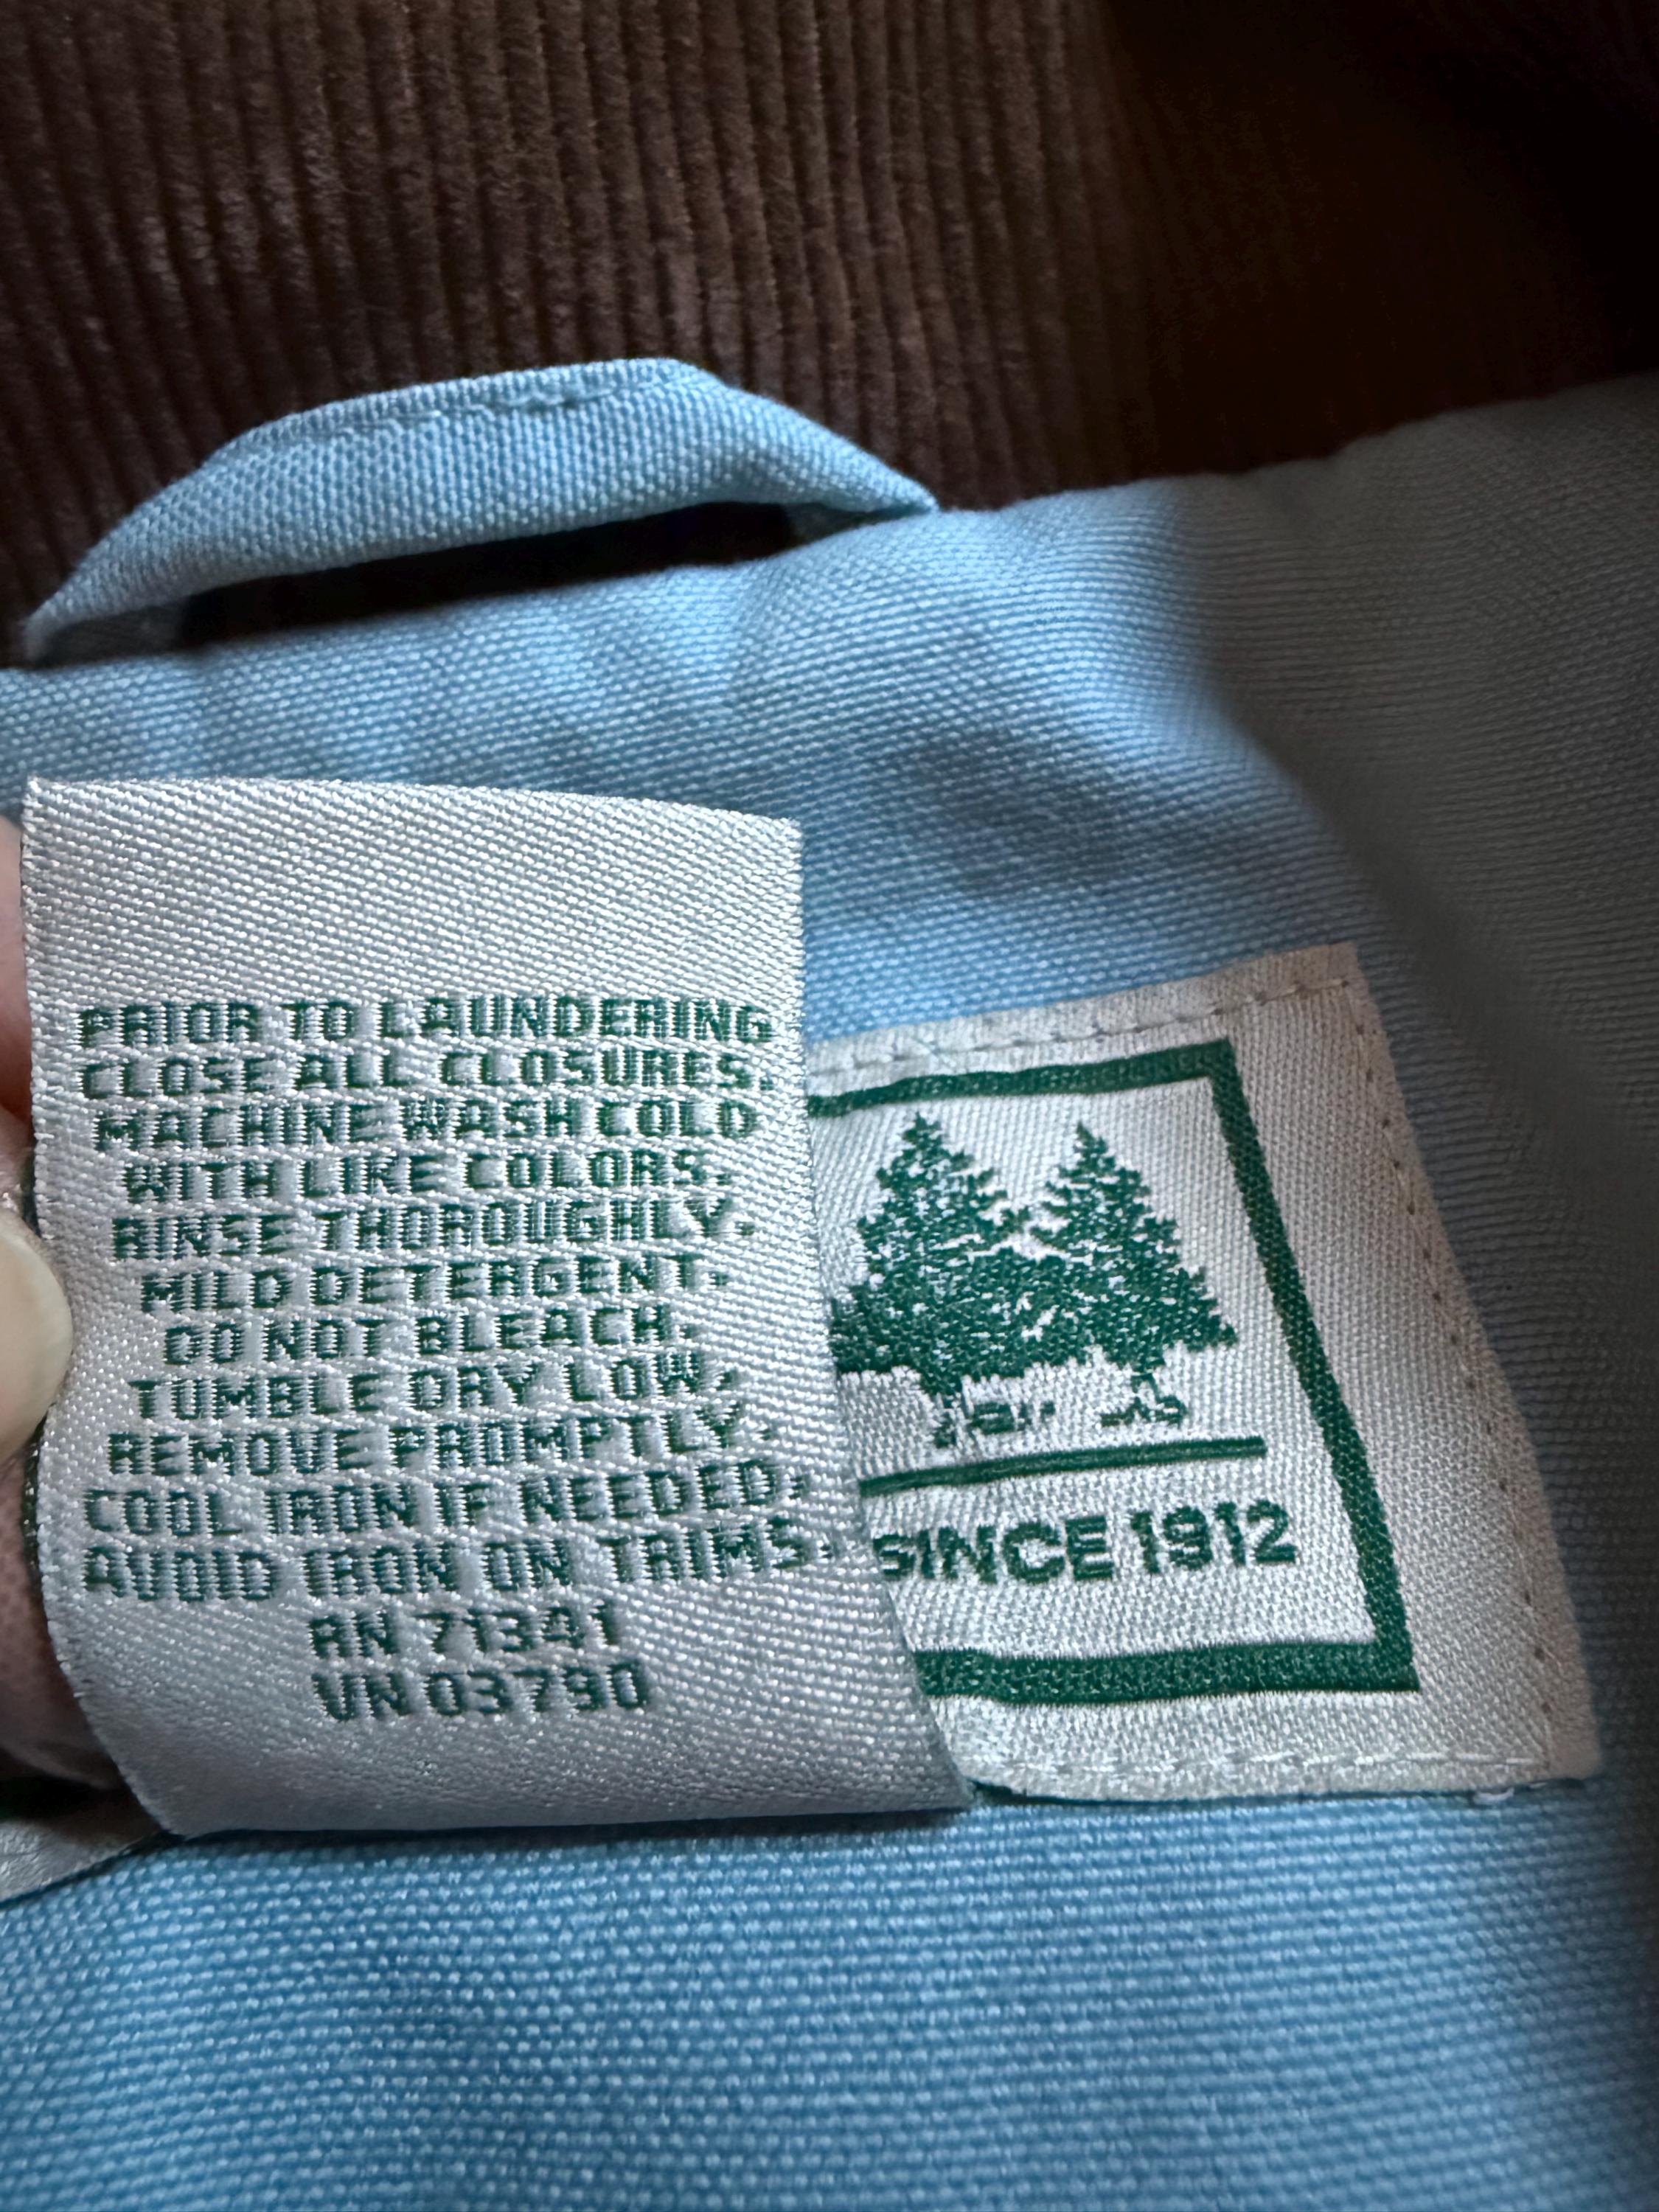 PRIOR TO LAUNDERING
CLOSE ALL CLOSURES.
MACHINE WASH COLD
WITH LIKE COLORS.
RINSE THOROUGHLY.
MILD DETERGENT.
DO NOT BLEACH.
TUMBLE DRY LOW.
REMOVE PROMPTLY.
COOL IRON IF NEEDED.
AVOID IRON ON TRIMS.
RN 71341
VN 03790
SINCE 1912